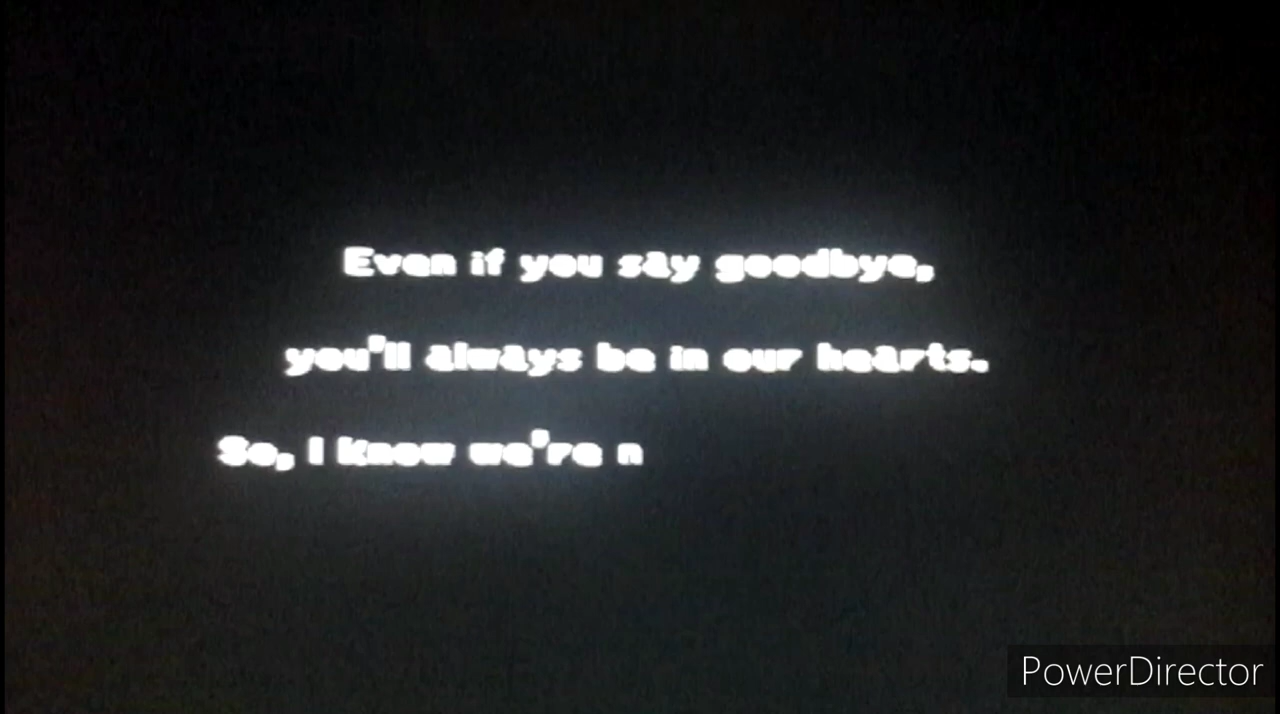 Even if you say goodbye,
you'll always be in our hearts.
So, I know we're n
PowerDirector